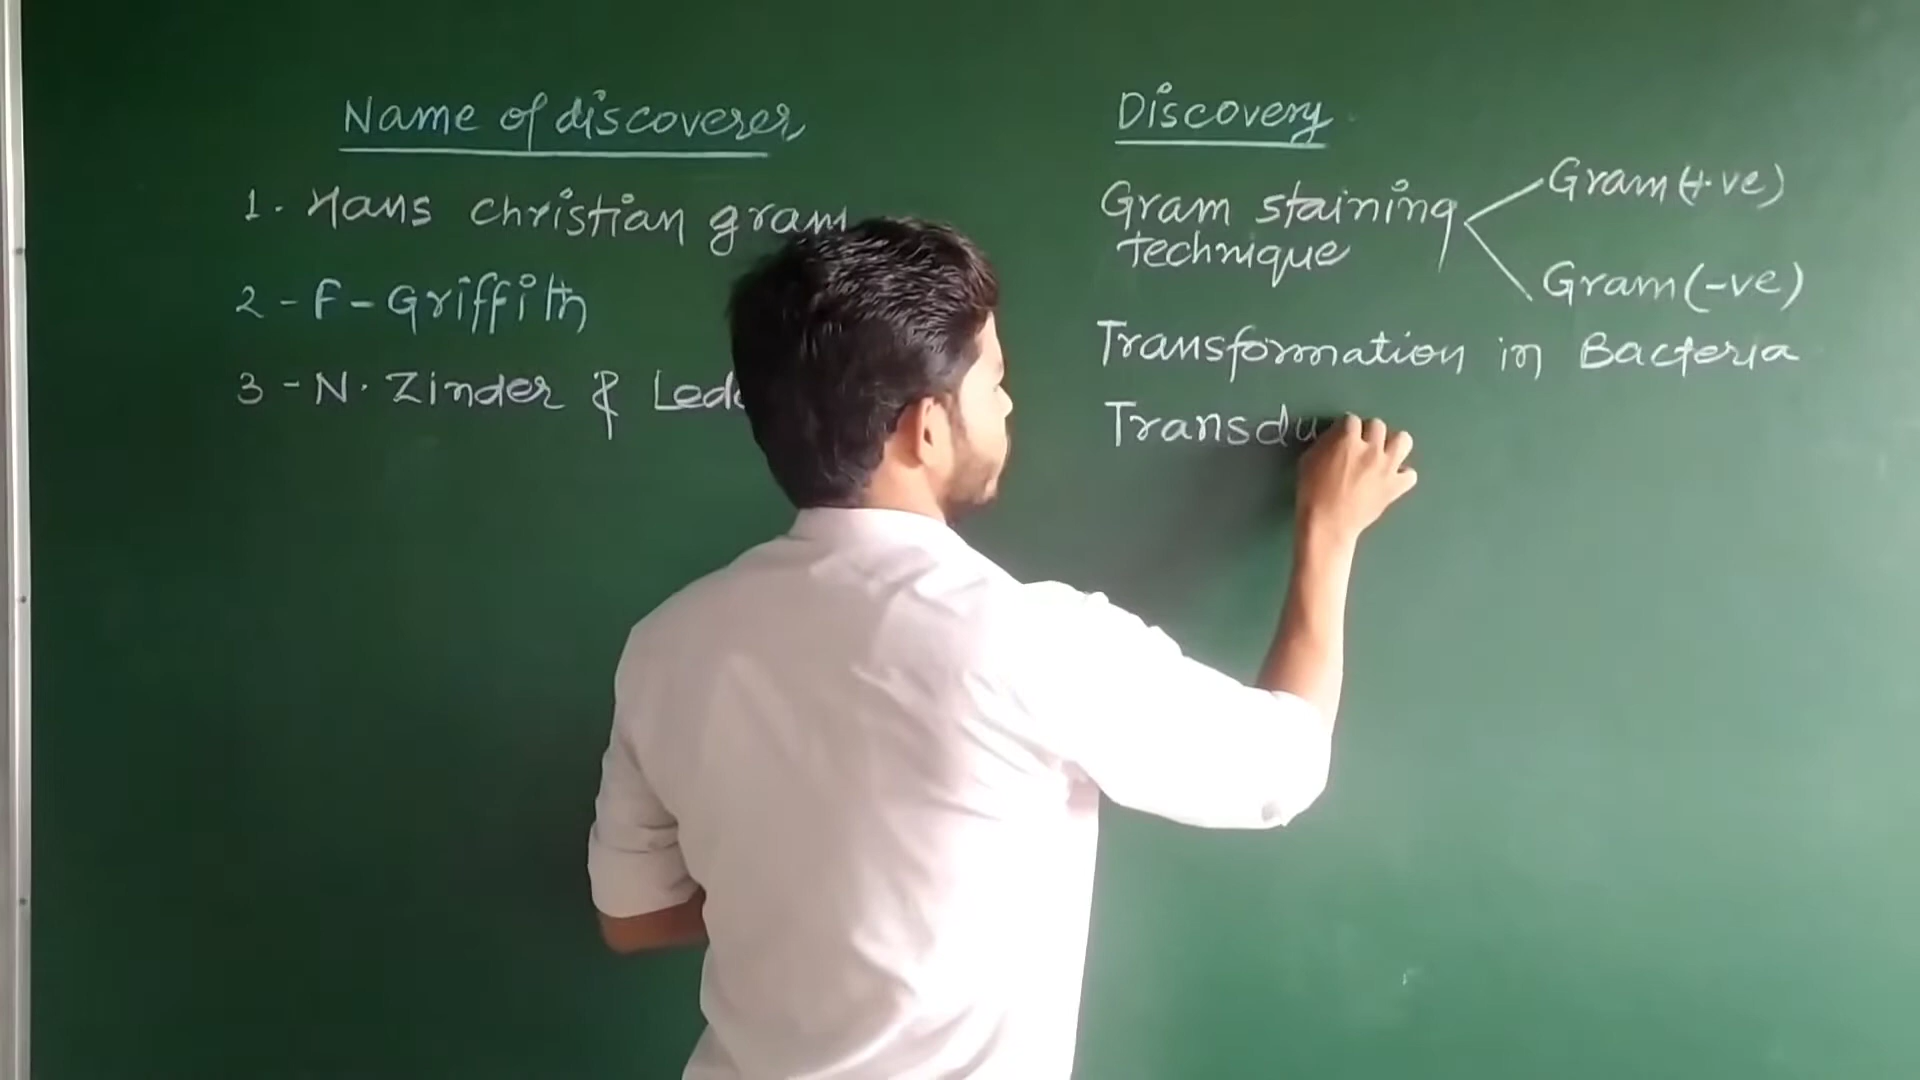 Name of discoverer
Discovery
1. Hans christian gram
Gram staining
technique
Gram (+ve)
Gram (-ve)
2 - F - Griffith
Transformation in Bacteria
3 - N. Zinder & Lede
Transdu